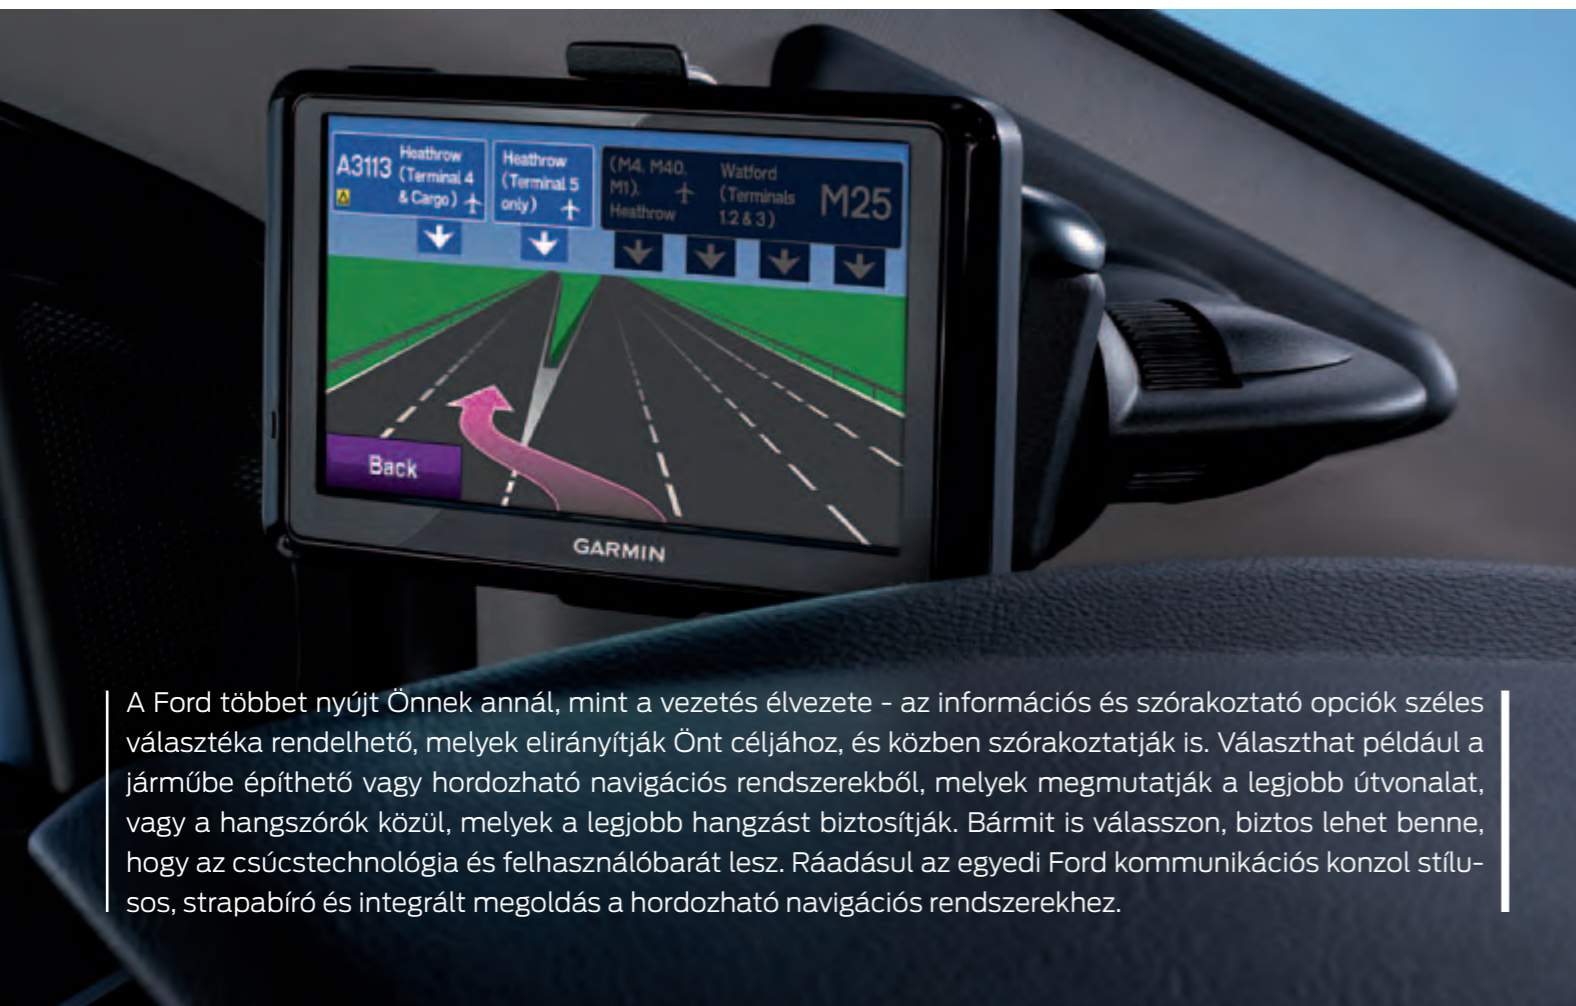 A3113
Heathrow
(Terminal 4
& Cargo)
Heathrow
(Terminal 5
only)
(M4, M40,
M1),
Heathrow
Watford
(Terminals
1,2 & 3)
M25
Back
GARMIN
A Ford többet nyújt Önnek annál, mint a vezetés élvezete - az információs és szórakoztató opciók széles
választéka rendelhető, melyek elirányítják Önt céljához, és közben szórakoztatják is. Választhat például a
járműbe építhető vagy hordozható navigációs rendszerekből, melyek megmutatják a legjobb útvonalat,
vagy a hangszórók közül, melyek a legjobb hangzást biztosítják. Bármit is válasszon, biztos lehet benne,
hogy az csúcstechnológia és felhasználóbarát lesz. Ráadásul az egyedi Ford kommunikációs konzol stílu-
sos, strapabíró és integrált megoldás a hordozható navigációs rendszerekhez.